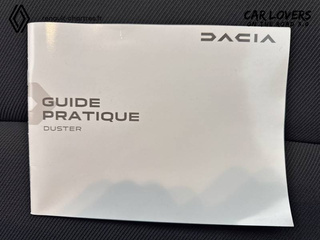 DACIA
CAR LOVERS
GUIDE
PRATIQUE
DUSTER